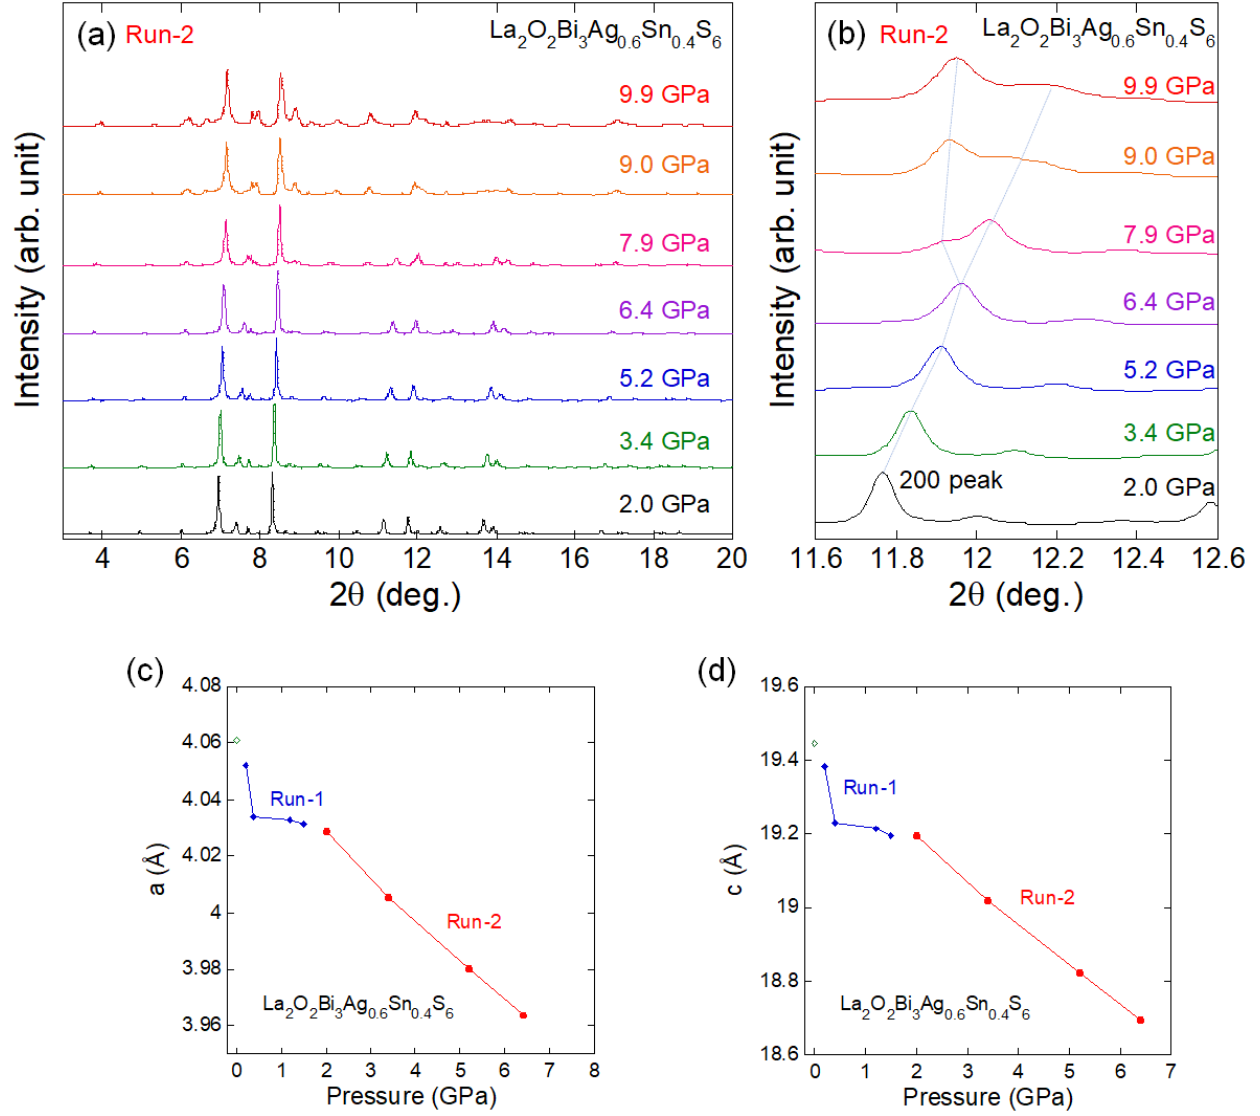 (a) Run-2 La2O2Bi3Ag0.6Sn0.4S6
Intensity (arb. unit)
9.9 GPa
9.0 GPa
7.9 GPa
6.4 GPa
5.2 GPa
3.4 GPa
2.0 GPa
4 6 8 10 12 14 16 18 20
2θ (deg.)
(b) Run-2 La2O2Bi3Ag0.6Sn0.4S6
Intensity (arb. unit)
9.9 GPa
9.0 GPa
7.9 GPa
6.4 GPa
5.2 GPa
3.4 GPa
200 peak 2.0 GPa
11.6 11.8 12 12.2 12.4 12.6
2θ (deg.)
(c)
a (Å)
4.08
4.06
4.04
4.02
4
3.98
3.96
Run-1
Run-2
La2O2Bi3Ag0.6Sn0.4S6
0 1 2 3 4 5 6 7 8
Pressure (GPa)
(d)
c (Å)
19.6
19.4
19.2
19
18.8
18.6
Run-1
Run-2
La2O2Bi3Ag0.6Sn0.4S6
0 1 2 3 4 5 6 7
Pressure (GPa)